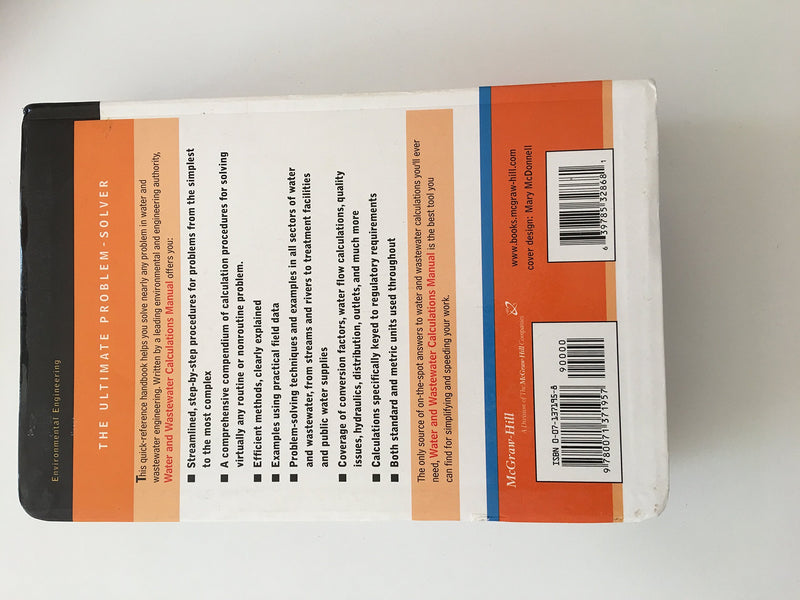 Environmental Engineering
THE ULTIMATE PROBLEM-SOLVER
This quick-reference handbook helps you solve nearly any problem in water and
wastewater engineering. Written by a leading environmental and engineering authority,
Water and Wastewater Calculations Manual offers you:
■ Streamlined, step-by-step procedures for problems from the simplest
to the most complex
■ A comprehensive compendium of calculation procedures for solving
virtually any routine or nonroutine problem.
■ Efficient methods, clearly explained
■ Examples using practical field data
■ Problem-solving techniques and examples in all sectors of water
and wastewater, from streams and rivers to treatment facilities
and public water supplies
■ Coverage of conversion factors, water flow calculations, quality
issues, hydraulics, distribution, outlets, and much more
■ Calculations specifically keyed to regulatory requirements
■ Both standard and metric units used throughout
The only source of on-the-spot answers to water and wastewater calculations you'll ever
need, Water and Wastewater Calculations Manual is the best tool you
can find for simplifying and speeding your work.
McGraw-Hill
A Division of The McGraw-Hill Companies
www.books.mcgraw-hill.com
cover design: Mary McDonnell
ISBN 0-07-137195-8
90000
9 780071 371957
6 39785 32868 1